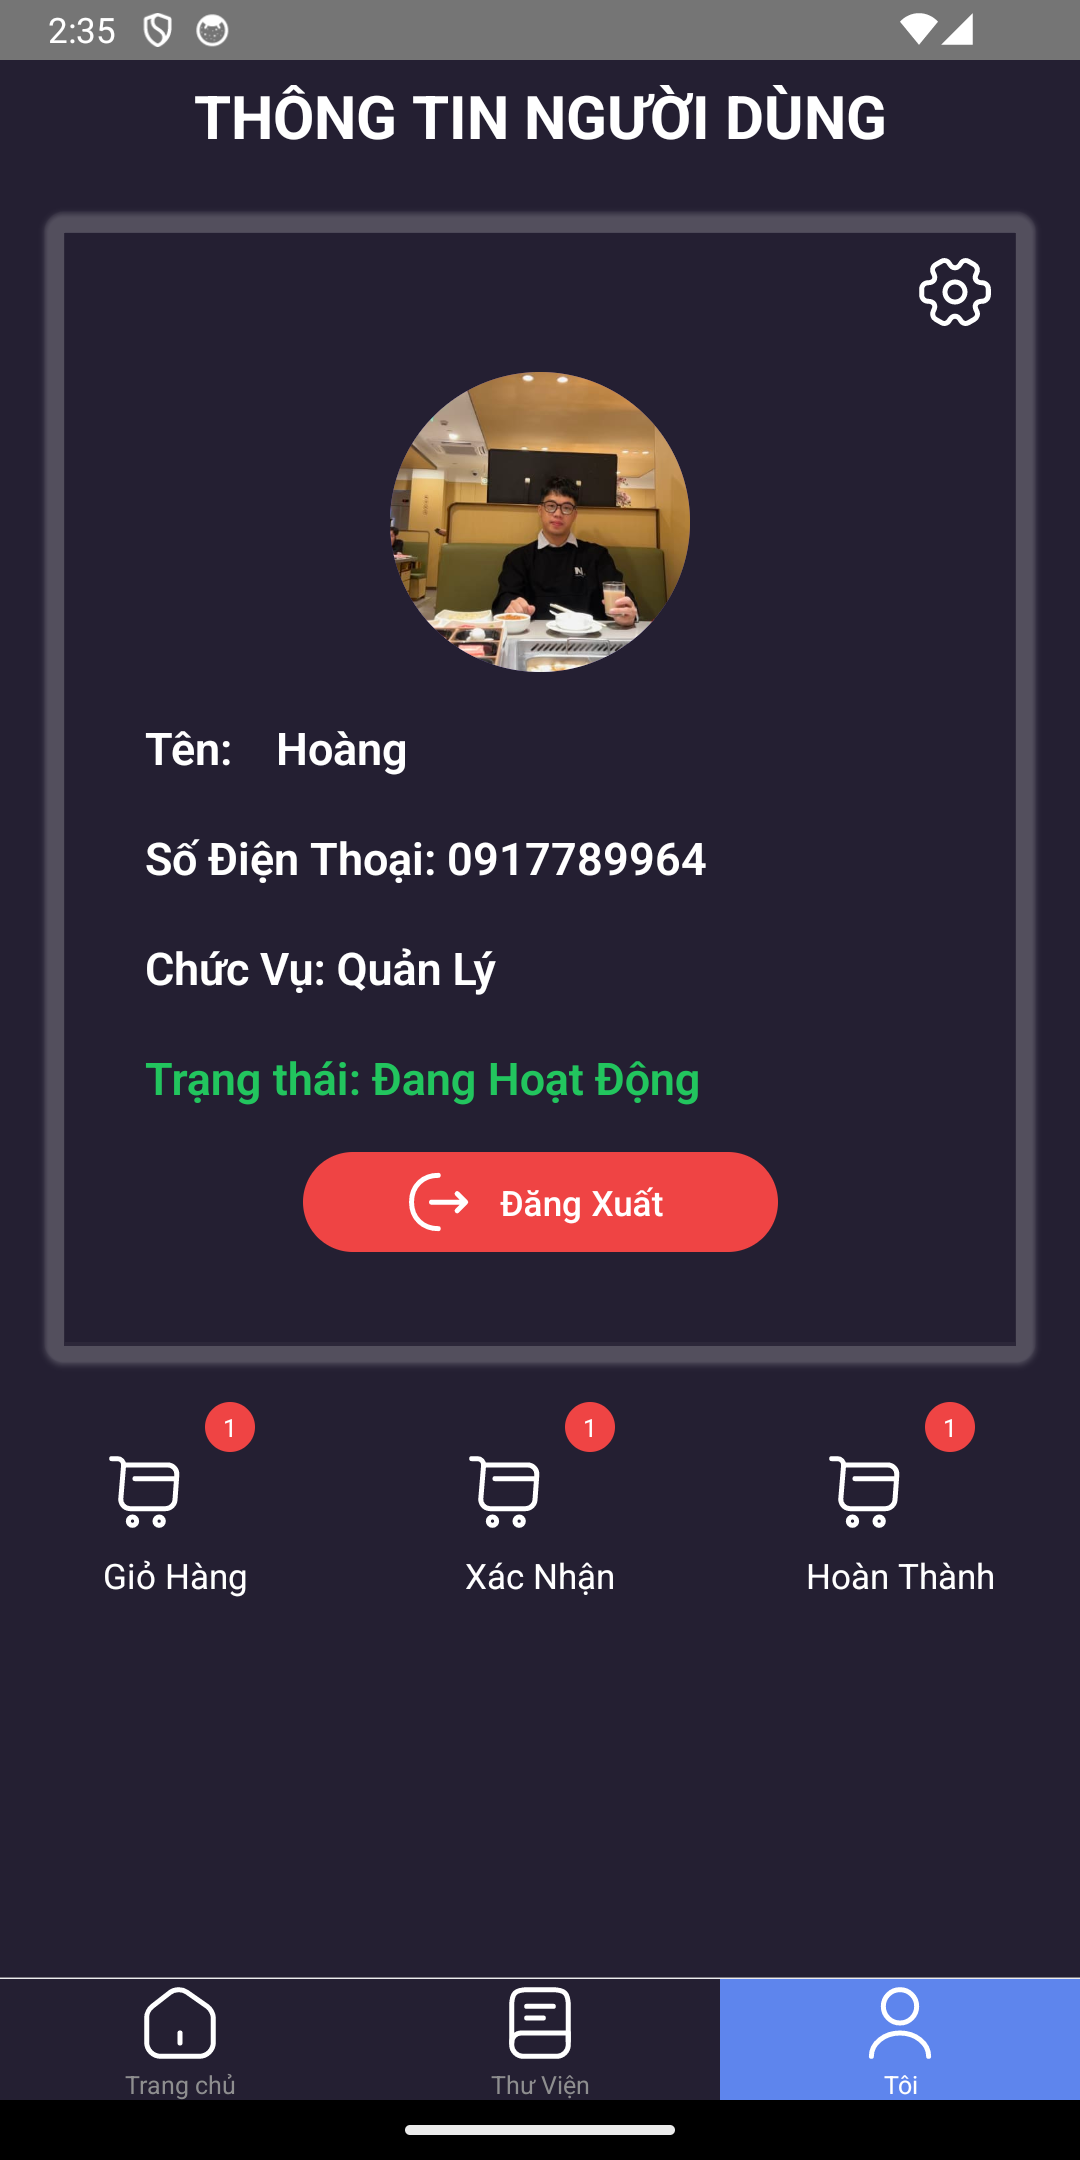 2:35
THÔNG TIN NGƯỜI DÙNG
Tên: Hoàng
Số Điện Thoại: 0917789964
Chức Vụ: Quản Lý
Trạng thái: Đang Hoạt Động
Đăng Xuất
1 1 1
Giỏ Hàng Xác Nhận Hoàn Thành
Trang chủ Thư Viện Tôi